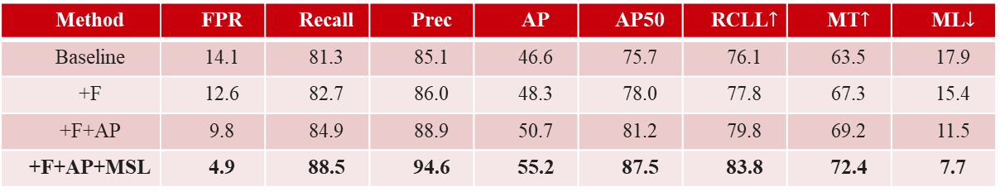 Method FPR Recall Prec AP AP50 RCLL↑ MT↑ ML↓
Baseline 14.1 81.3 85.1 46.6 75.7 76.1 63.5 17.9
+F 12.6 82.7 86.0 48.3 78.0 77.8 67.3 15.4
+F+AP 9.8 84.9 88.9 50.7 81.2 79.8 69.2 11.5
+F+AP+MSL 4.9 88.5 94.6 55.2 87.5 83.8 72.4 7.7